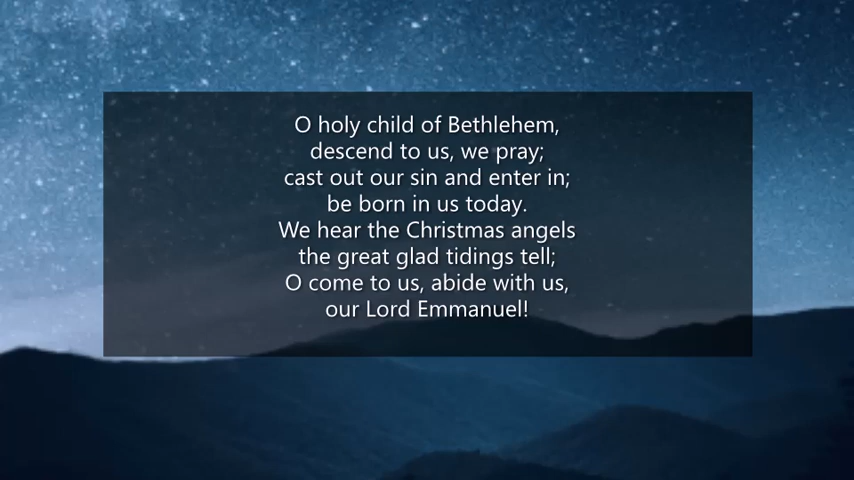 O holy child of Bethlehem,
descend to us, we pray;
cast out our sin and enter in;
be born in us today.
We hear the Christmas angels
the great glad tidings tell;
O come to us, abide with us,
our Lord Emmanuel!